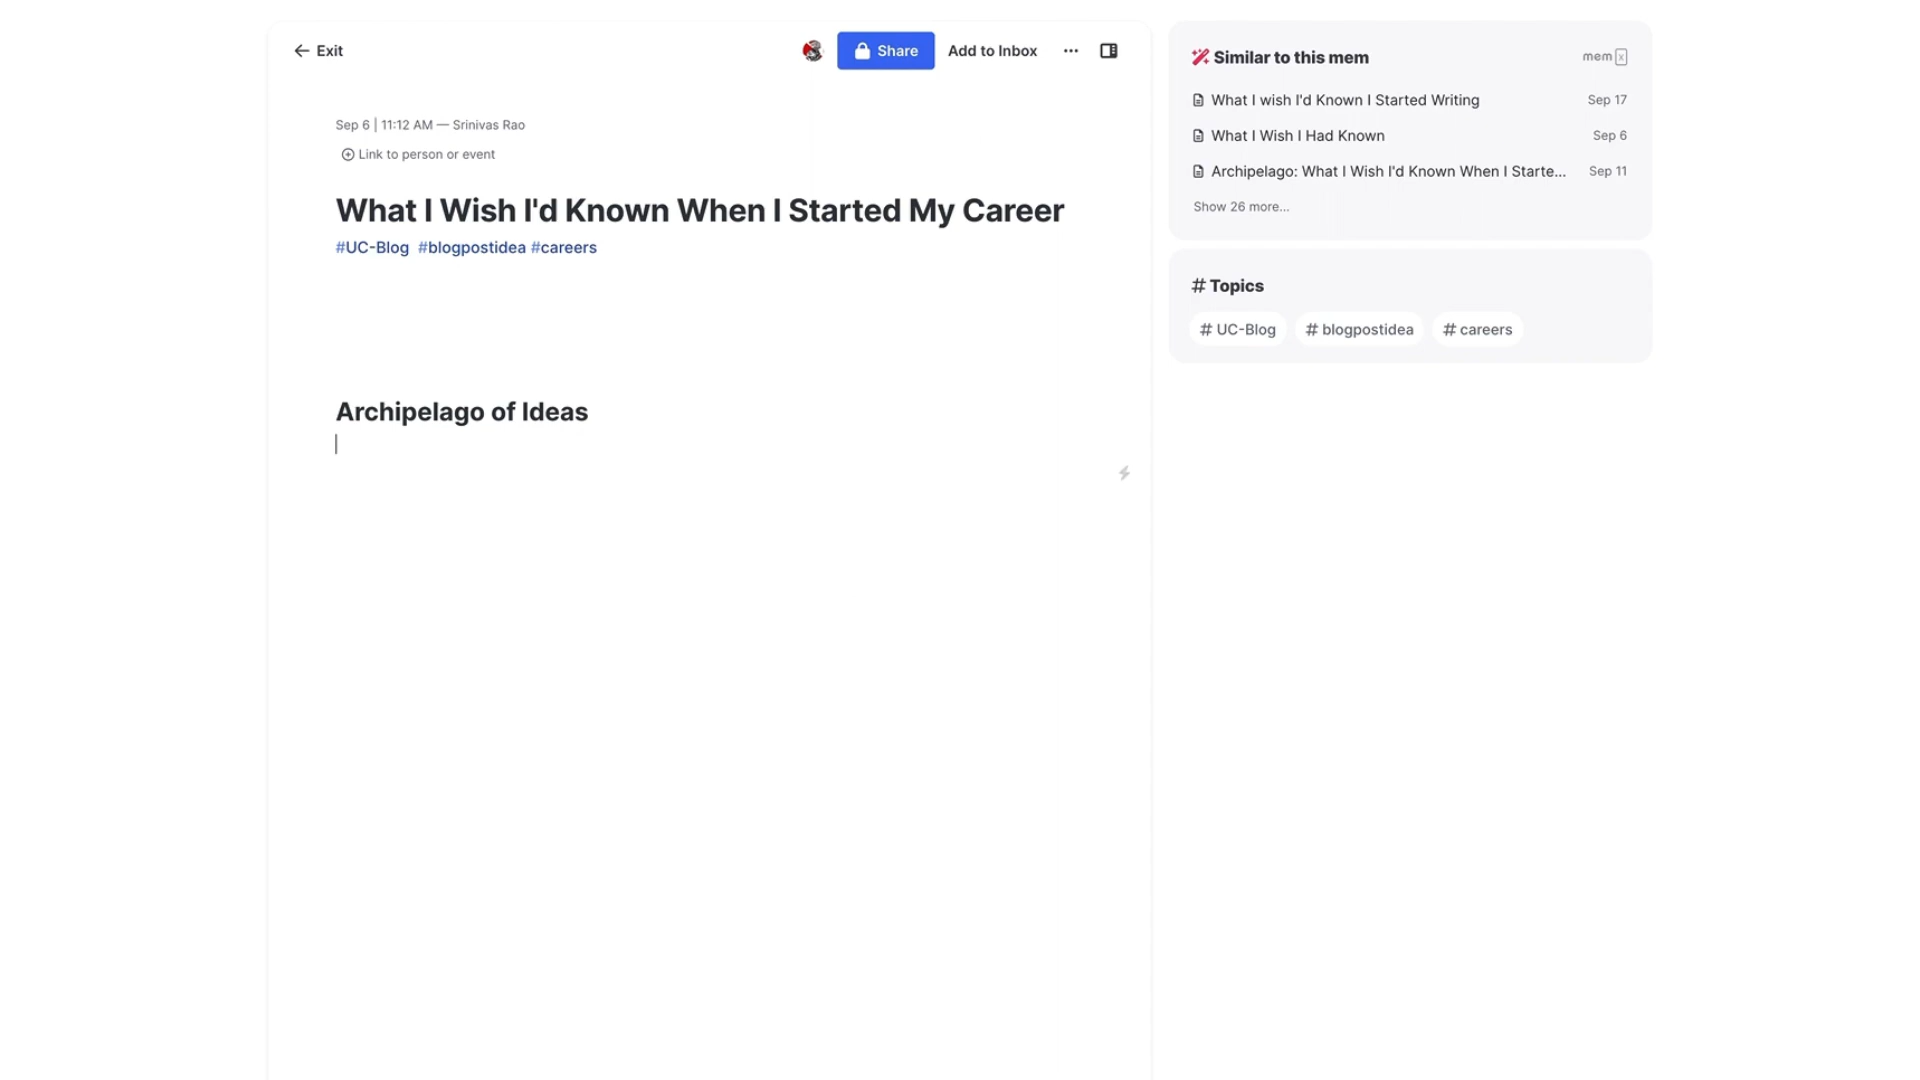 Exit
Share
Add to Inbox
Sep 6 | 11:12 AM — Srinivas Rao
Link to person or event
What I Wish I'd Known When I Started My Career
#UC-Blog #blogpostidea #careers
Archipelago of Ideas
Similar to this mem
mem x
What I wish I'd Known I Started Writing Sep 17
What I Wish I Had Known Sep 6
Archipelago: What I Wish I'd Known When I Starte... Sep 11
Show 26 more...
# Topics
# UC-Blog # blogpostidea # careers